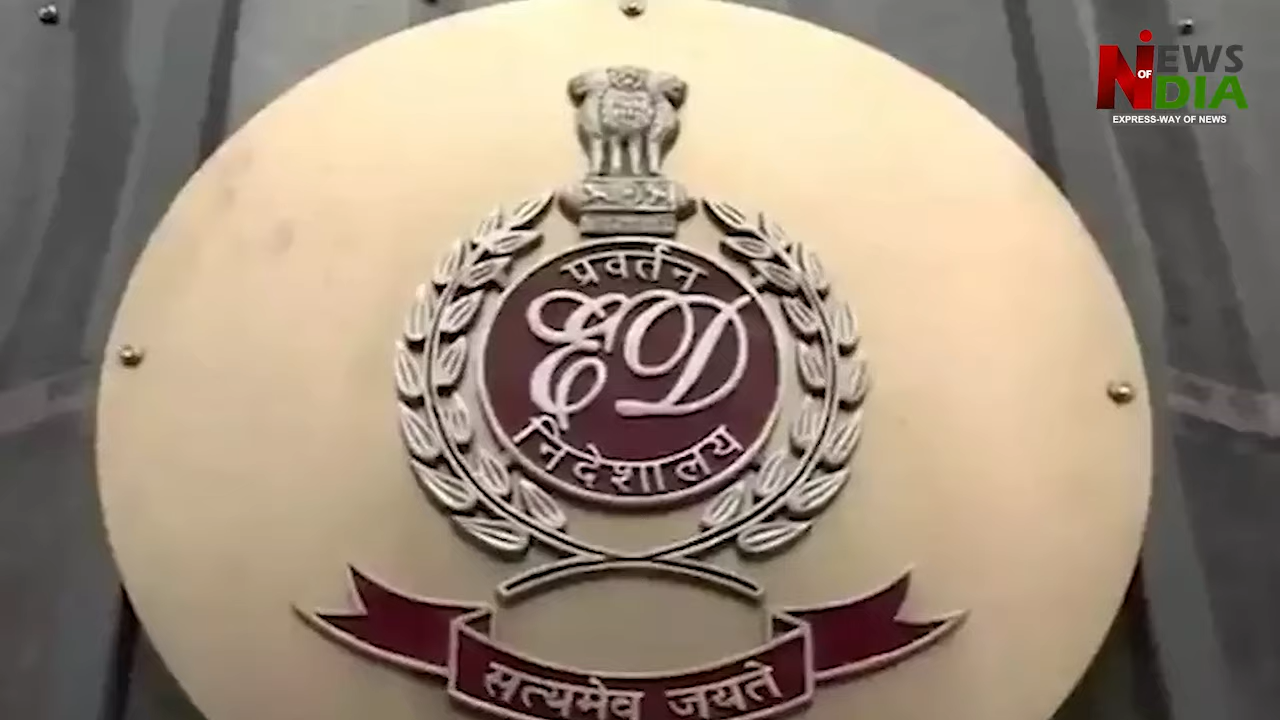 NEWS
OF
INDIA
EXPRESS-WAY OF NEWS
प्रवर्तन
ED
निदेशालय
सत्यमेव जयते